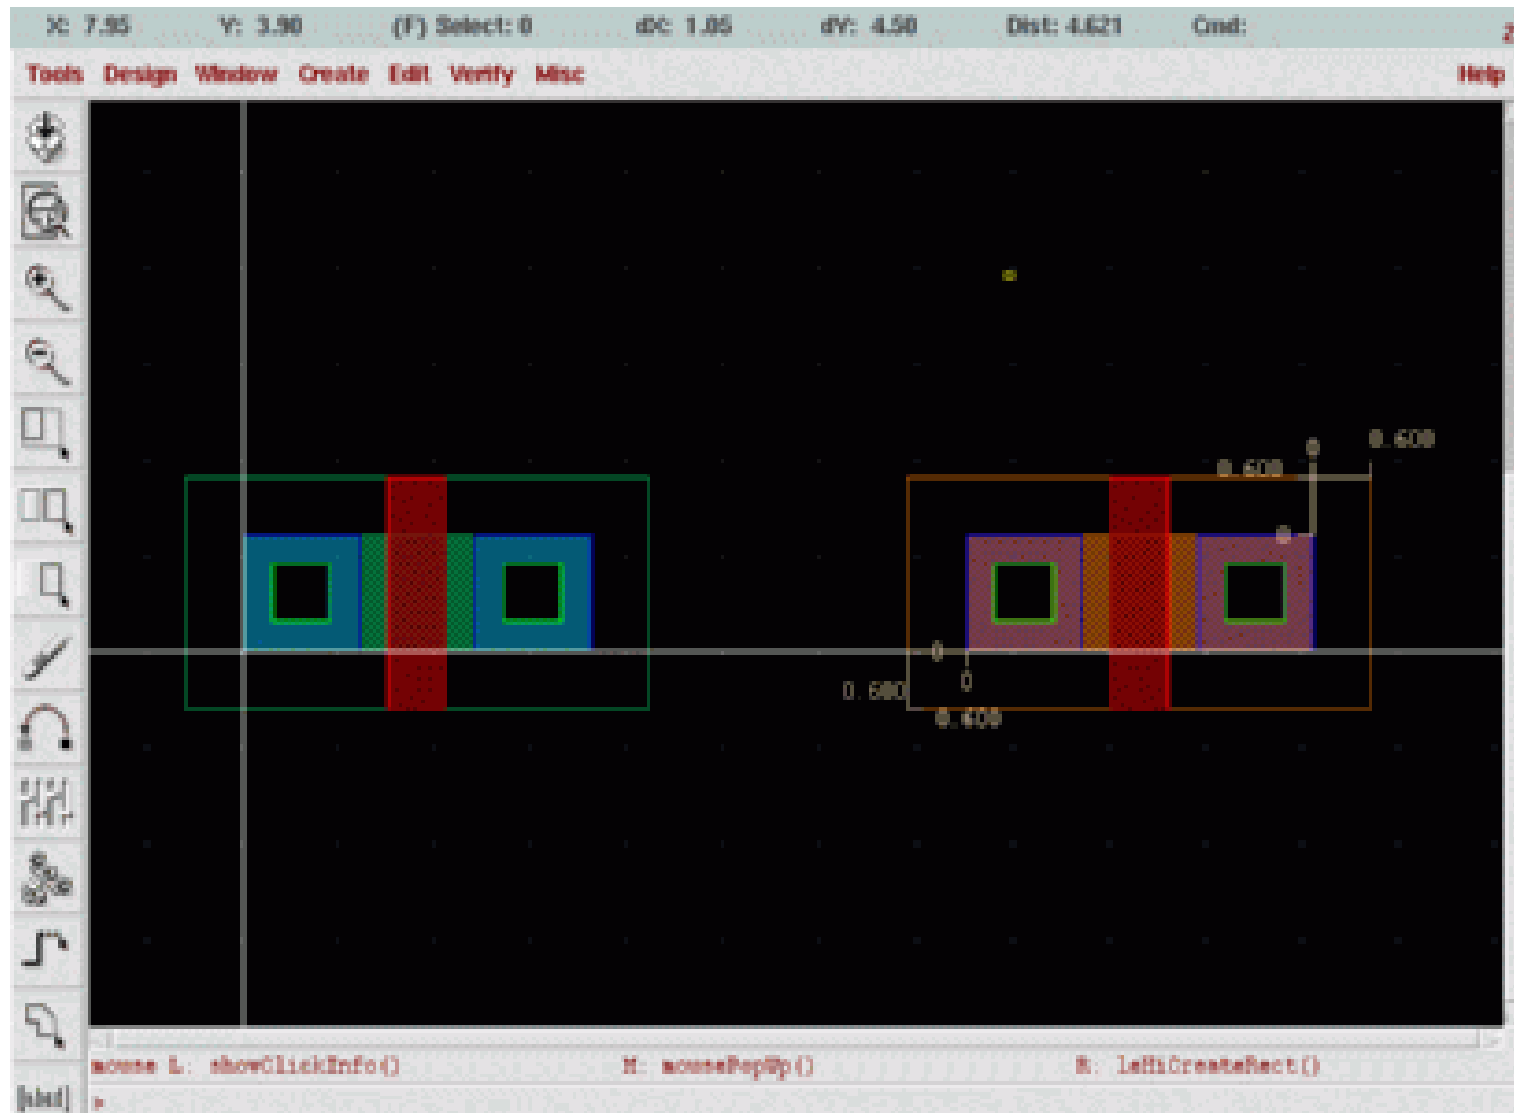 X: 7.95 Y: 3.90 (F) Select: 0 dX: 1.05 dY: 4.50 Dist: 4.621 Cmd: 2
Tools Design Window Create Edit Verify Misc Help
0 0.600
0.600
0
0
0.600 0
0.600
mouse L: showClickInfo() M: mousePopUp() R: leHiCreateRect()
>